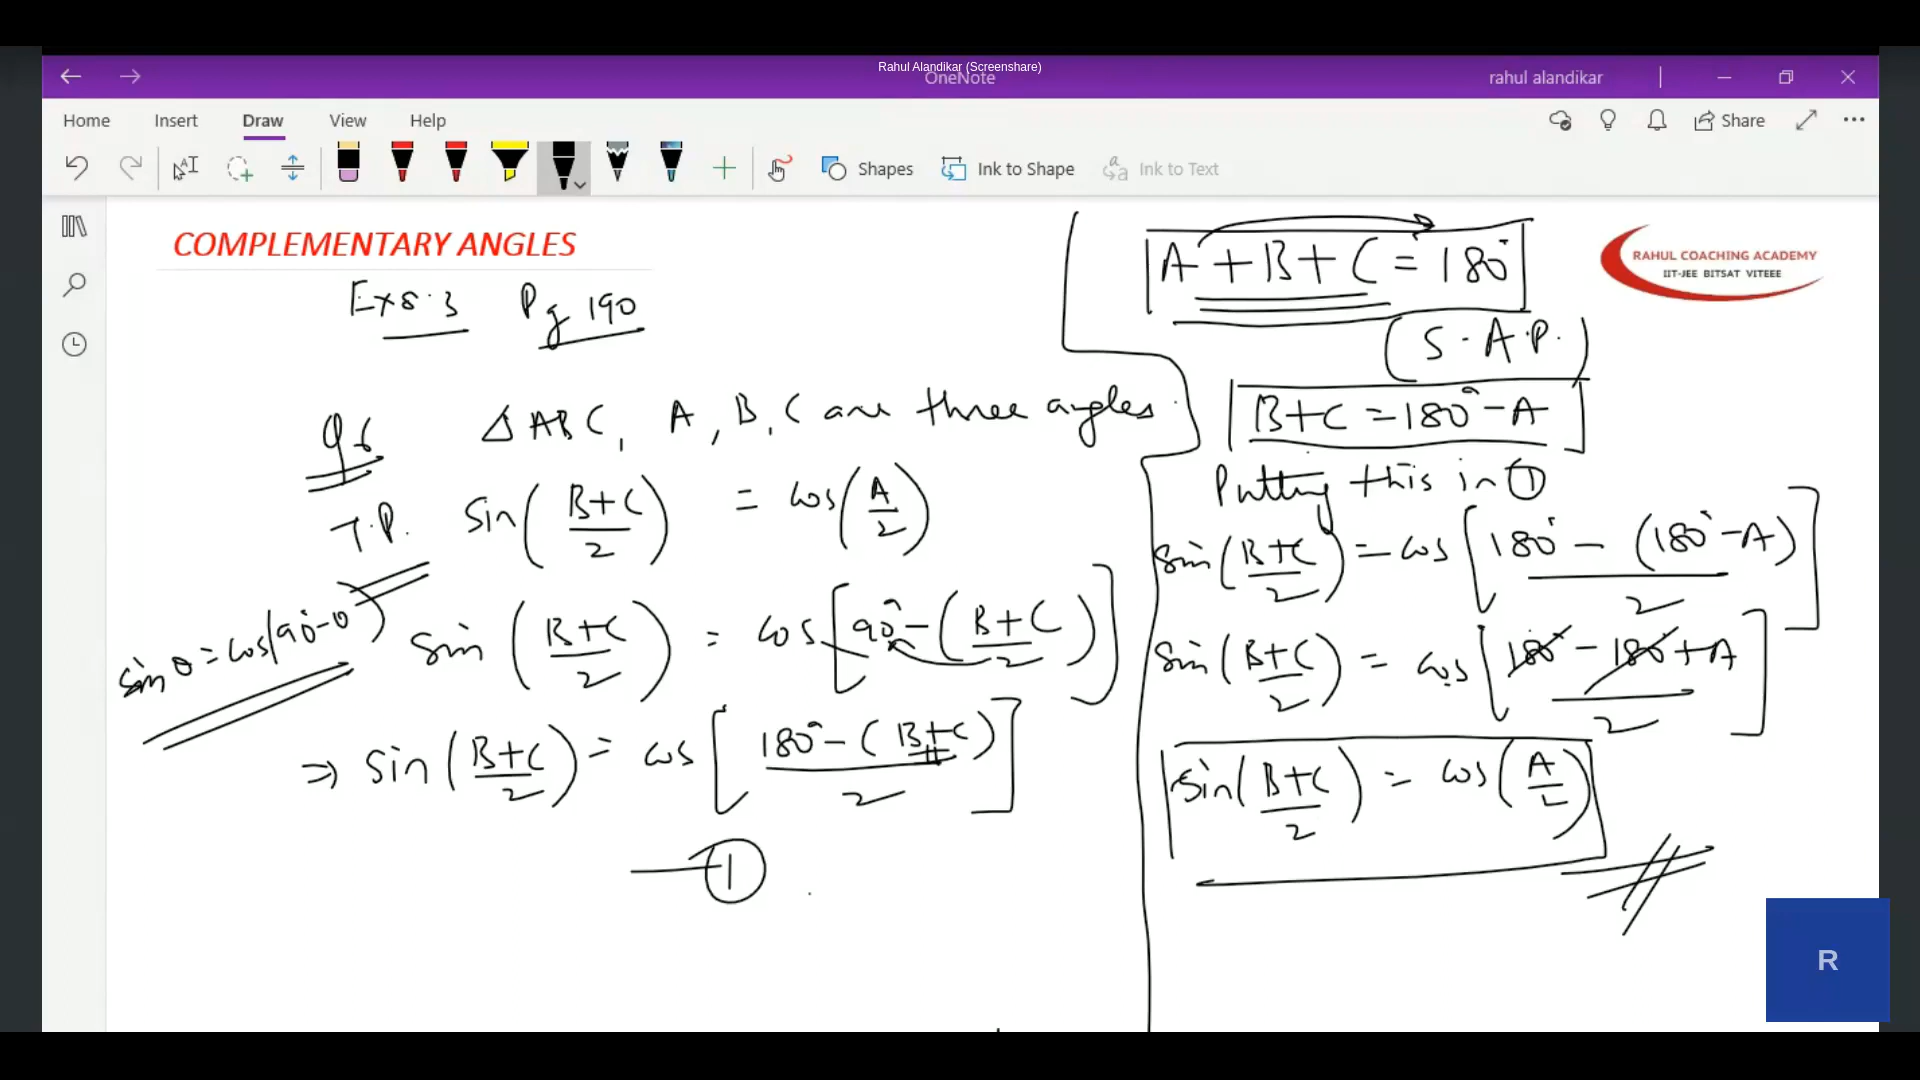 Rahul Alandikar (Screenshare)
OneNote
rahul alandikar
Home Insert Draw View Help
Share
Shapes Ink to Shape Ink to Text
COMPLEMENTARY ANGLES
Ex 8.3 Pg 190
Q6 △ABC, A, B, C are three angles.
T.P. sin((B+C)/2) = cos(A/2)
sin θ = cos(90°-θ)
sin((B+C)/2) = cos[90° - ((B+C)/2)]
⇒ sin((B+C)/2) = cos[(180° - (B+C))/2]
— ①
A + B + C = 180°
(S.A.P.)
B+C = 180° - A
Putting this in ①
sin((B+C)/2) = cos[(180° - (180° - A))/2]
sin((B+C)/2) = cos[(180° - 180° + A)/2]
sin((B+C)/2) = cos(A/2)
RAHUL COACHING ACADEMY
IIT-JEE BITSAT VITEEE
R